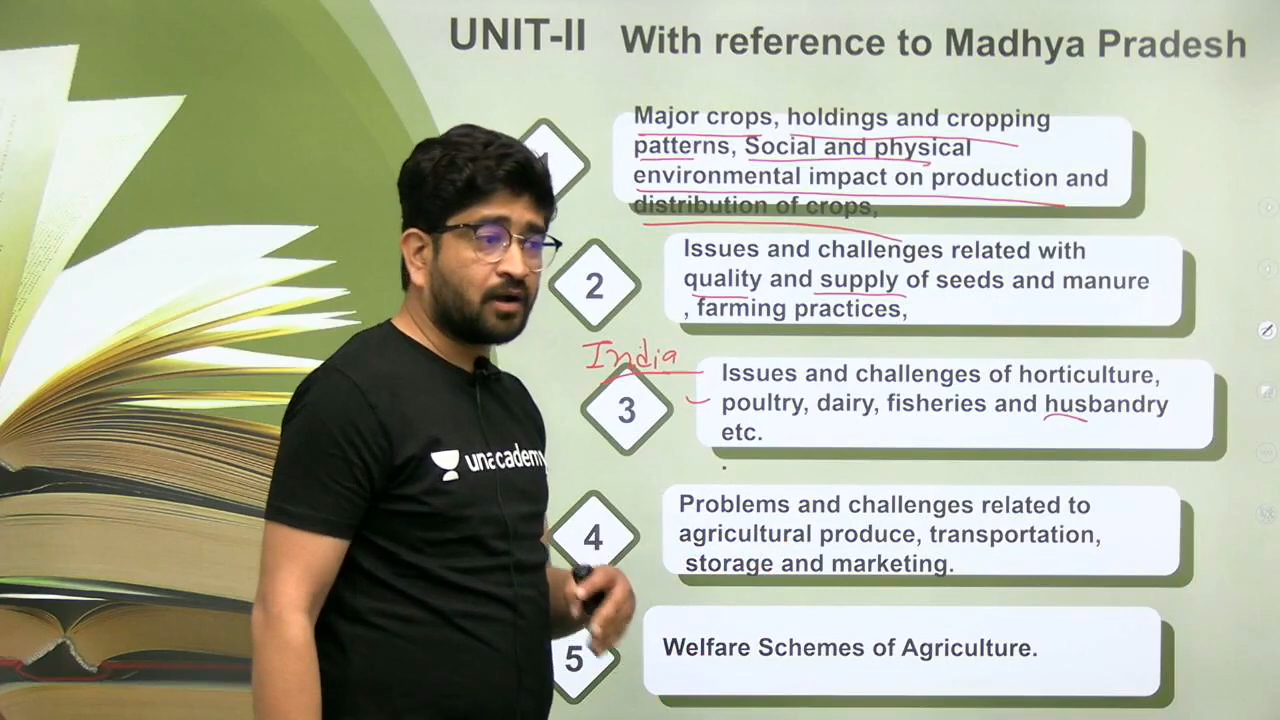 UNIT-II With reference to Madhya Pradesh
Major crops, holdings and cropping
patterns, Social and physical
environmental impact on production and
distribution of crops,
2
Issues and challenges related with
quality and supply of seeds and manure
, farming practices,
India
3
Issues and challenges of horticulture,
poultry, dairy, fisheries and husbandry
etc.
4
Problems and challenges related to
agricultural produce, transportation,
storage and marketing.
5
Welfare Schemes of Agriculture.
unacademy